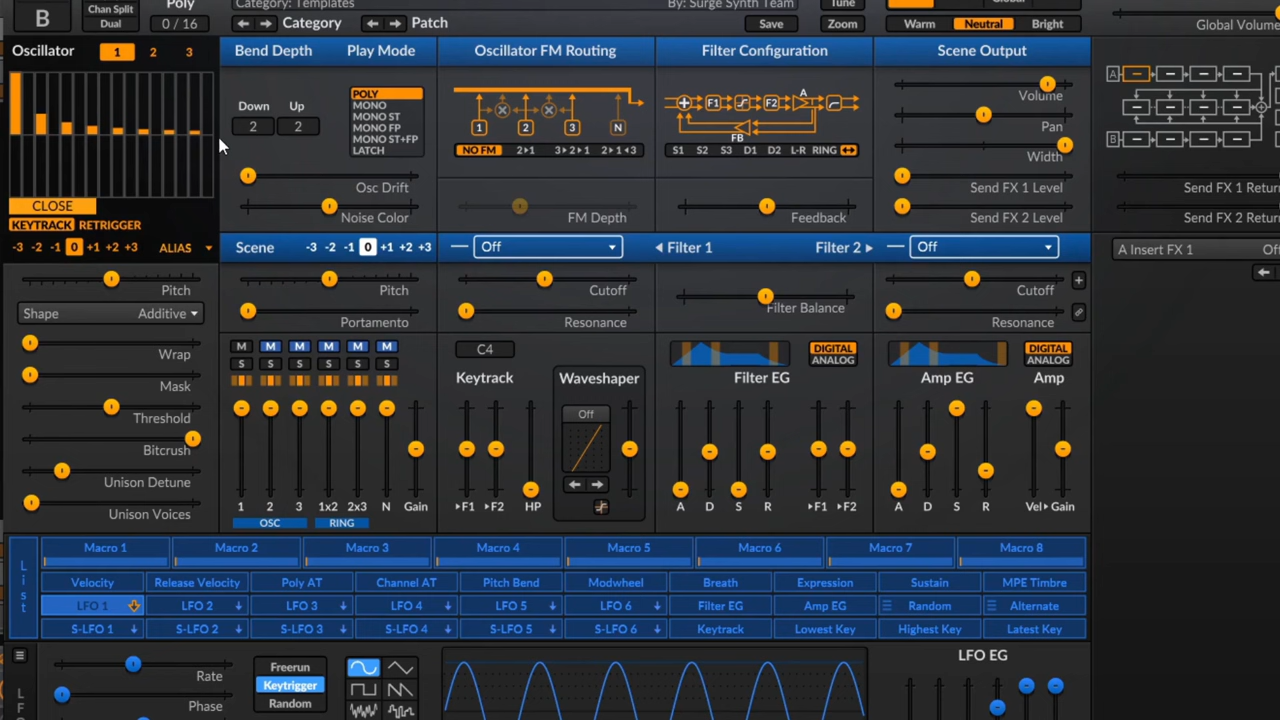 B
Chan Split
Dual
Poly
0 / 16
Category: Templates
By: Surge Synth Team
Category
Patch
Save
Tune
Zoom
Global
Warm
Neutral
Bright
Global Volume
Oscillator
1
2
3
CLOSE
KEYTRACK RETRIGGER
-3 -2 -1 0 +1 +2 +3
ALIAS
Pitch
Shape
Additive
Wrap
Mask
Threshold
Bitcrush
Unison Detune
Unison Voices
Bend Depth
Play Mode
Down
Up
2
2
POLY
MONO
MONO ST
MONO FP
MONO ST+FP
LATCH
Osc Drift
Noise Color
Oscillator FM Routing
1
2
3
N
NO FM
2▸1
3▸2▸1
2▸1◂3
FM Depth
Filter Configuration
F1
F2
A
FB
S1 S2 S3 D1 D2 L-R RING
Feedback
Scene Output
Volume
Pan
Width
Send FX 1 Level
Send FX 2 Level
A
B
Send FX 1 Retur
Send FX 2 Retur
Scene
-3 -2 -1 0 +1 +2 +3
Pitch
Portamento
Off
Cutoff
Resonance
Filter 1
Filter 2
Filter Balance
Off
Cutoff
Resonance
A Insert FX 1
Of
M M M M M M
S S S S S S
1 2 3 1x2 2x3 N Gain
OSC
RING
C4
Keytrack
▸F1 ▸F2 HP
Waveshaper
Off
DIGITAL
ANALOG
Filter EG
A D S R ▸F1 ▸F2
DIGITAL
ANALOG
Amp EG
Amp
A D S R Vel▸Gain
List
Macro 1
Macro 2
Macro 3
Macro 4
Macro 5
Macro 6
Macro 7
Macro 8
Velocity
Release Velocity
Poly AT
Channel AT
Pitch Bend
Modwheel
Breath
Expression
Sustain
MPE Timbre
LFO 1
LFO 2
LFO 3
LFO 4
LFO 5
LFO 6
Filter EG
Amp EG
Random
Alternate
S-LFO 1
S-LFO 2
S-LFO 3
S-LFO 4
S-LFO 5
S-LFO 6
Keytrack
Lowest Key
Highest Key
Latest Key
Rate
Phase
Freerun
Keytrigger
Random
LFO EG
L
F